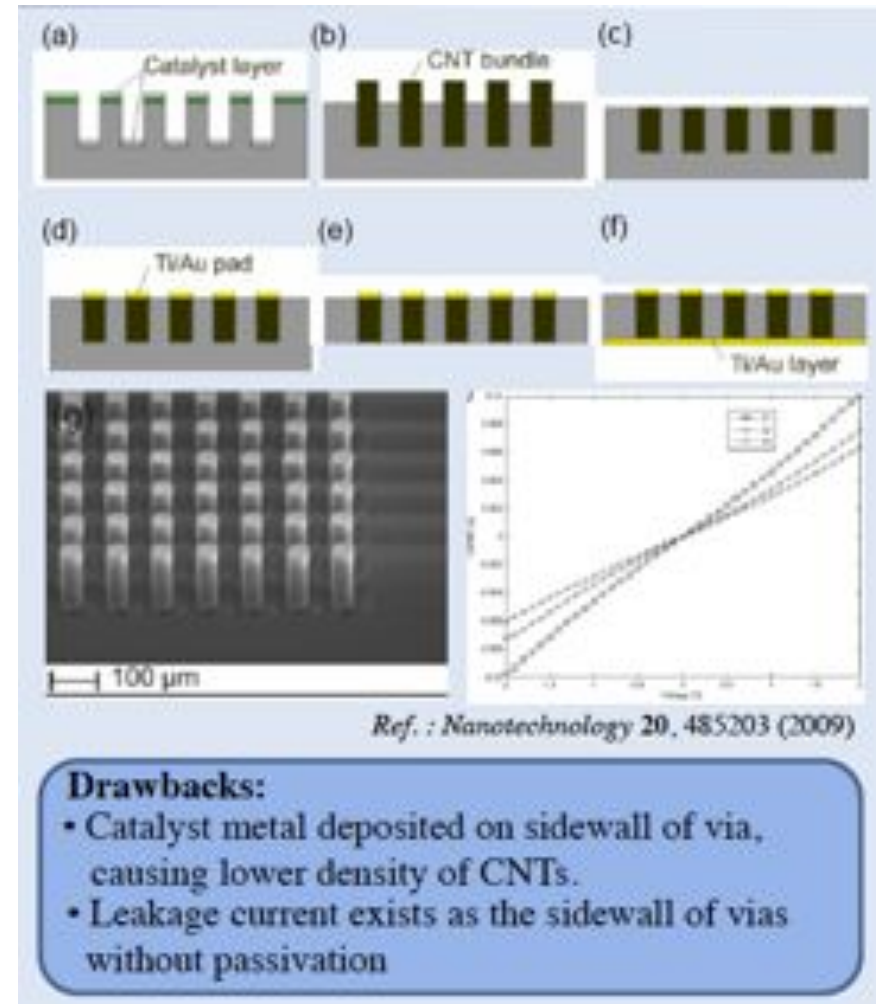 (a)
(b)
(c)
Catalyst layer
CNT bundle
(d)
(e)
(f)
Ti/Au pad
Ti/Au layer
(g)
100 µm
Ref. : Nanotechnology 20, 485203 (2009)
Drawbacks:
• Catalyst metal deposited on sidewall of via,
causing lower density of CNTs.
• Leakage current exists as the sidewall of vias
without passivation